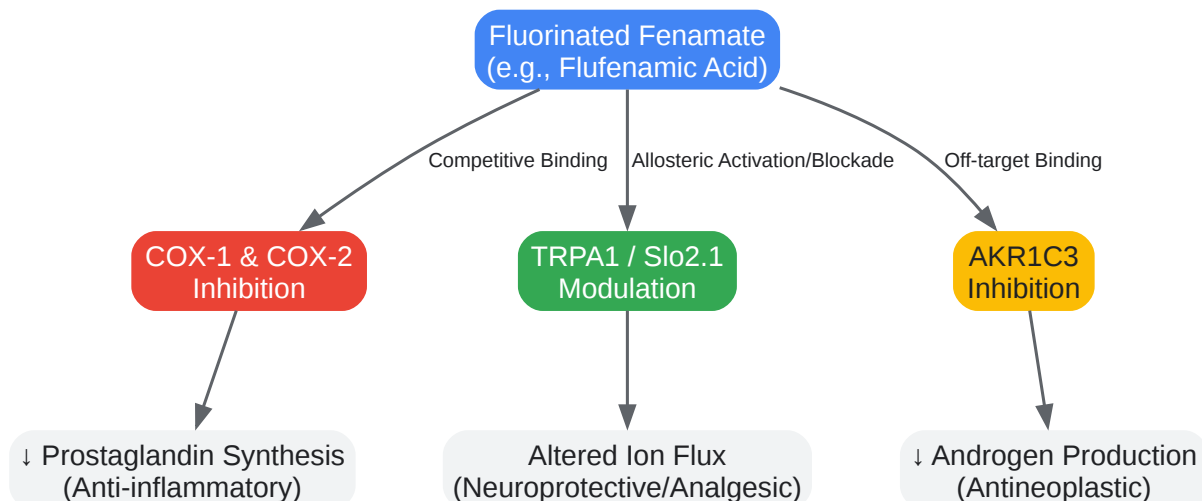 Fluorinated Fenamate
(e.g., Flufenamic Acid)
Competitive Binding
Allosteric Activation/Blockade
Off-target Binding
COX-1 & COX-2
Inhibition
TRPA1 / Slo2.1
Modulation
AKR1C3
Inhibition
↓ Prostaglandin Synthesis
(Anti-inflammatory)
Altered Ion Flux
(Neuroprotective/Analgesic)
↓ Androgen Production
(Antineoplastic)